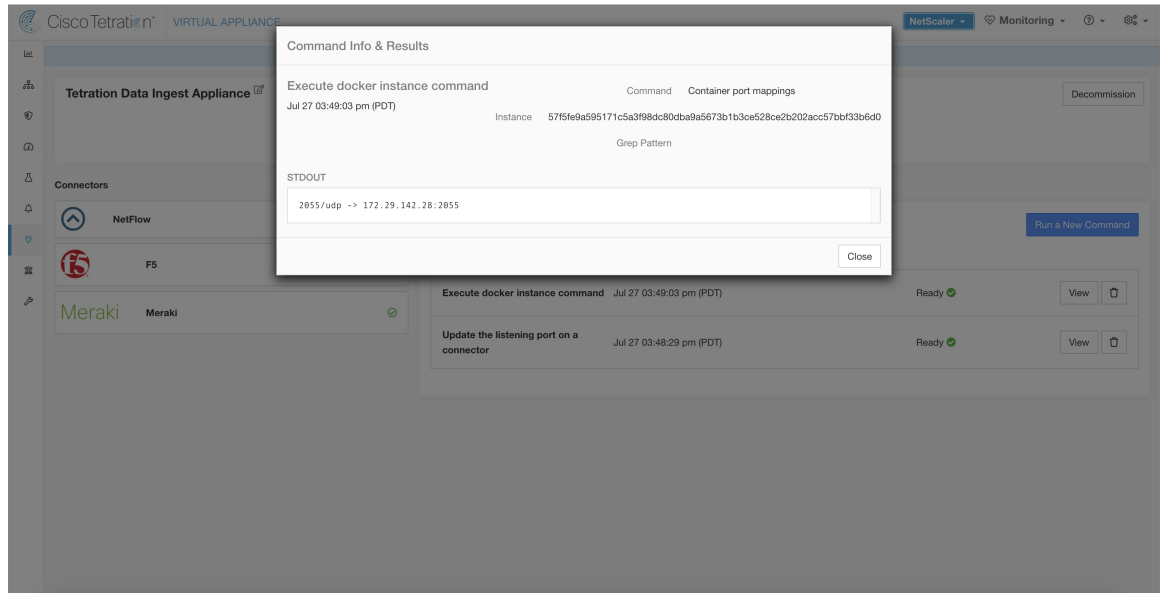 Cisco Tetration™ VIRTUAL APPLIANCE
NetScaler
Monitoring
Command Info & Results
Execute docker instance command
Jul 27 03:49:03 pm (PDT)
Command Container port mappings
Instance 57f5fe9a595171c5a3f98dc80dba9a5673b1b3ce528ce2b202acc57bbf33b6d0
Grep Pattern
STDOUT
2055/udp -> 172.29.142.28:2055
Close
Tetration Data Ingest Appliance
Decommission
Connectors
NetFlow
f5
F5
Meraki Meraki
Run a New Command
Execute docker instance command Jul 27 03:49:03 pm (PDT) Ready View
Update the listening port on a
connector
Jul 27 03:48:29 pm (PDT) Ready View